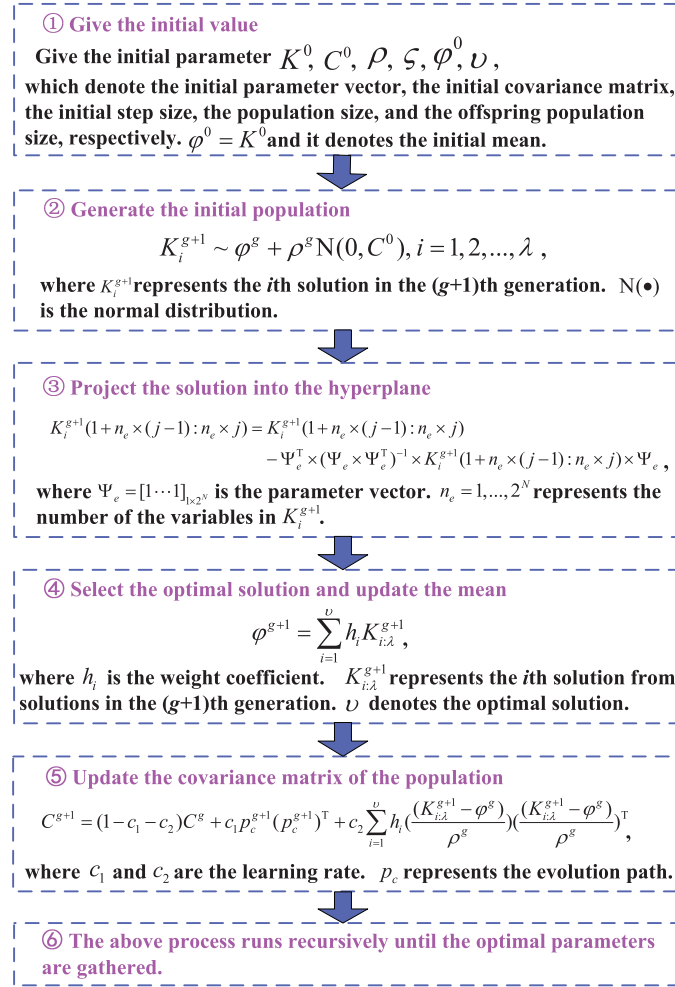 ① Give the initial value
Give the initial parameter K⁰, C⁰, ρ, ς, φ⁰, υ,
which denote the initial parameter vector, the initial covariance matrix,
the initial step size, the population size, and the offspring population
size, respectively. φ⁰ = K⁰ and it denotes the initial mean.
② Generate the initial population
K_i^{g+1} ~ φ^g + ρ^g N(0, C⁰), i = 1, 2, ..., λ ,
where K_i^{g+1} represents the ith solution in the (g+1)th generation. N(•)
is the normal distribution.
③ Project the solution into the hyperplane
K_i^{g+1}(1 + n_e × (j−1) : n_e × j) = K_i^{g+1}(1 + n_e × (j−1) : n_e × j)
−Ψ_e^T × (Ψ_e × Ψ_e^T)^{−1} × K_i^{g+1}(1 + n_e × (j−1) : n_e × j) × Ψ_e ,
where Ψ_e = [1⋯1]_{1×2^N} is the parameter vector. n_e = 1,...,2^N represents the
number of the variables in K_i^{g+1}.
④ Select the optimal solution and update the mean
φ^{g+1} = ∑_{i=1}^{υ} h_i K_{i:λ}^{g+1},
where h_i is the weight coefficient. K_{i:λ}^{g+1} represents the ith solution from
solutions in the (g+1)th generation. υ denotes the optimal solution.
⑤ Update the covariance matrix of the population
C^{g+1} = (1 − c_1 − c_2)C^g + c_1 p_c^{g+1}(p_c^{g+1})^T + c_2 ∑_{i=1}^{υ} h_i((K_{i:λ}^{g+1} − φ^g)/ρ^g)((K_{i:λ}^{g+1} − φ^g)/ρ^g)^T,
where c_1 and c_2 are the learning rate. p_c represents the evolution path.
⑥ The above process runs recursively until the optimal parameters
are gathered.